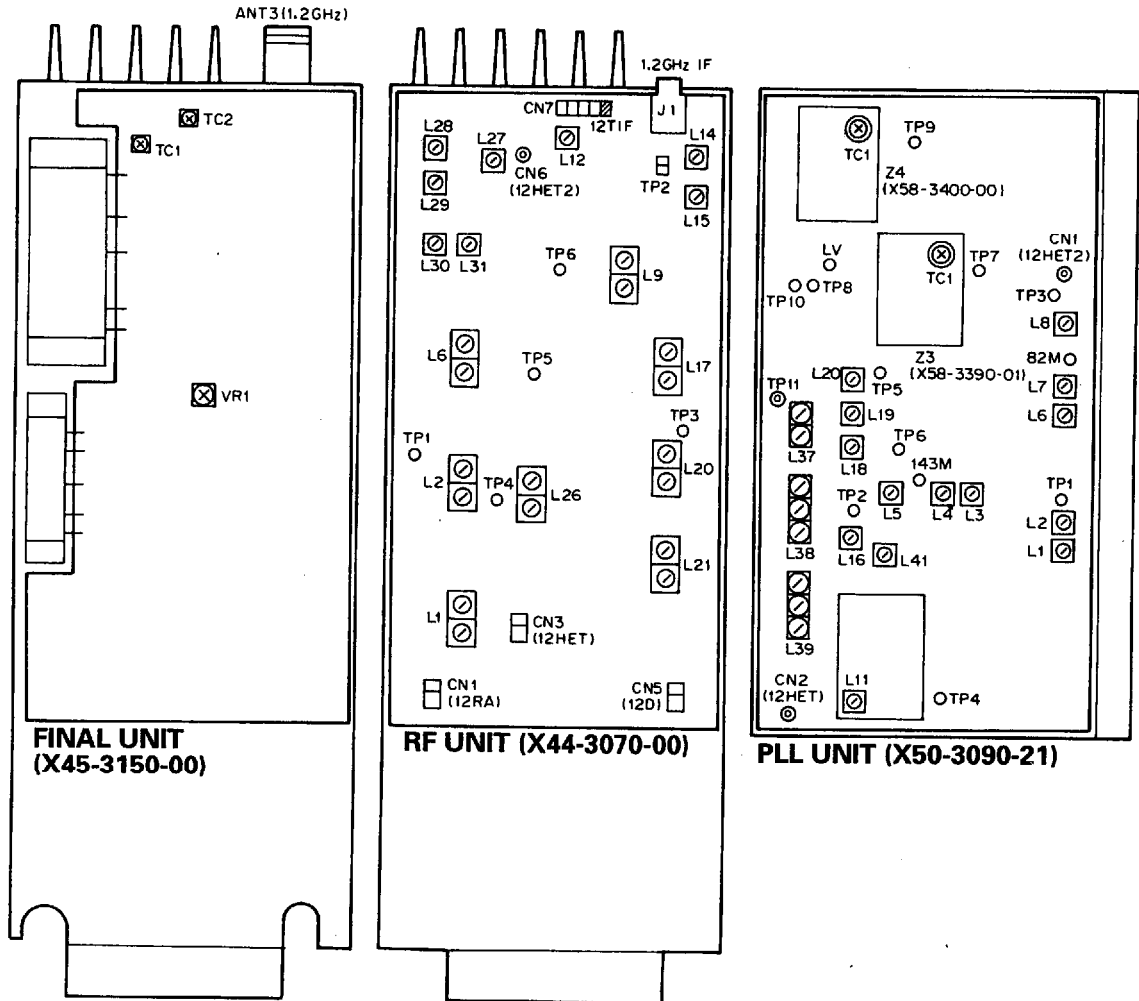 ANT3(1.2GHz)
TC2
TC1
VR1
FINAL UNIT
(X45-3150-00)
1.2GHz IF
CN7
J1
12TIF
L28
L27
L12
L14
CN6
(12HET2)
TP2
L29
L15
L30
L31
TP6
L9
L6
TP5
L17
TP3
TP1
L2
TP4
L26
L20
L21
L1
CN3
(12HET)
CN1
(12RA)
CN5
(12D)
RF UNIT (X44-3070-00)
TC1
TP9
Z4
(X58-3400-00)
CN1
(12HET2)
LV
TP7
TC1
TP10
TP8
TP3
L8
Z3
(X58-3390-01)
82M
L20
TP5
L7
TP11
L19
L6
L37
L18
TP6
143M
TP1
TP2
L5
L4
L3
L2
L38
L16
L41
L1
L39
CN2
(12HET)
L11
TP4
PLL UNIT (X50-3090-21)